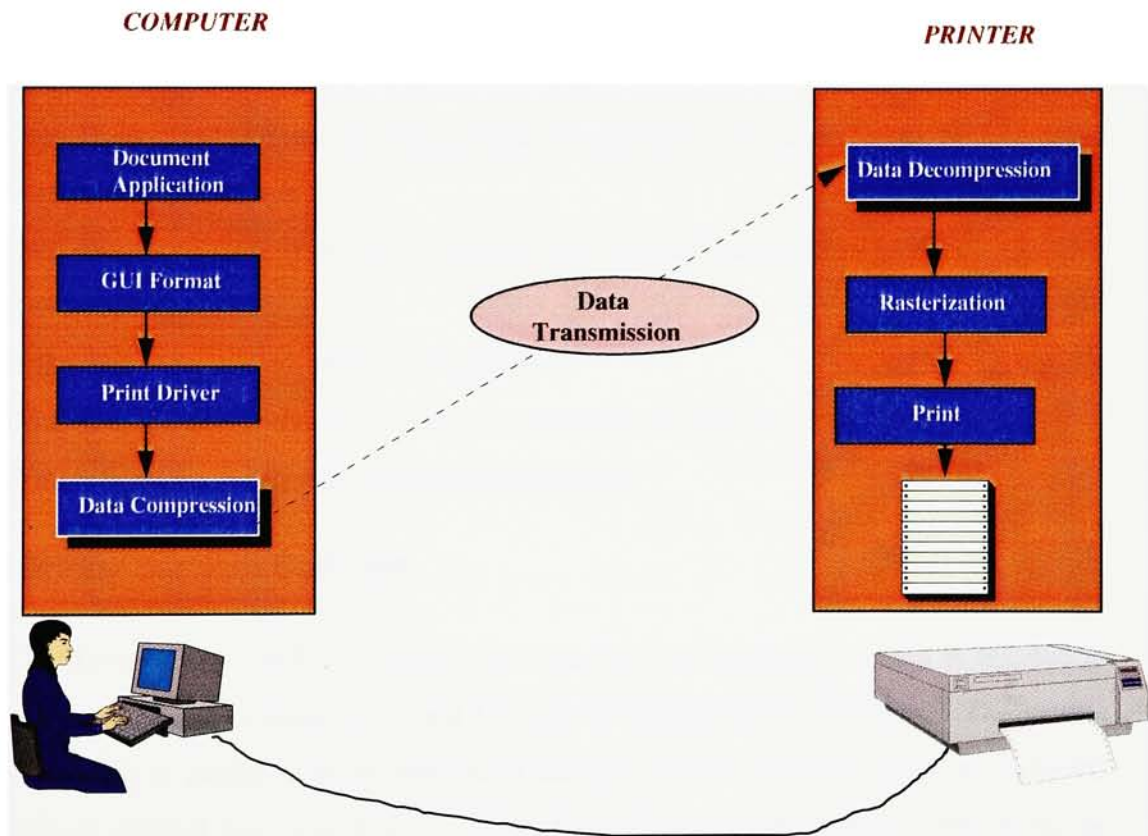 COMPUTER
PRINTER
Document
Application
GUI Format
Print Driver
Data Compression
Data
Transmission
Data Decompression
Rasterization
Print